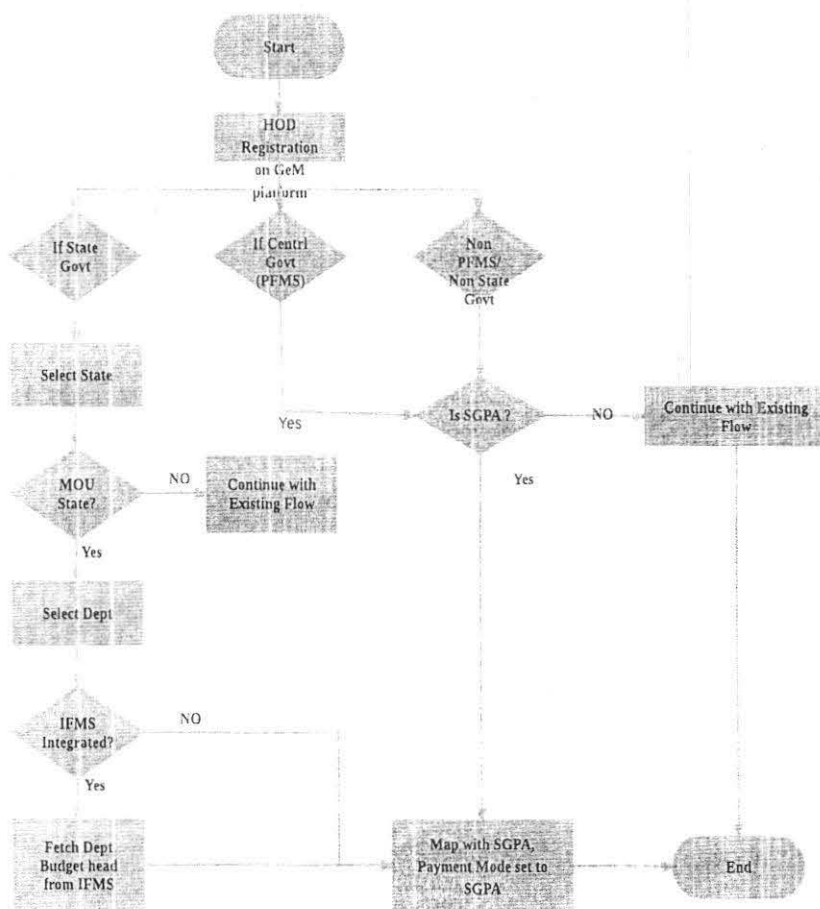 Start
HOD
Registration
on GeM
platform
If State
Govt
If Centrl
Govt
(PFMS)
Non
PFMS/
Non State
Govt
Select State
Yes
Is SGPA ?
NO
Continue with Existing
Flow
MOU
State?
NO
Continue with
Existing Flow
Yes
Yes
Select Dept
IFMS
Integrated?
NO
Yes
Fetch Dept
Budget head
from IFMS
Map with SGPA,
Payment Mode set to
SGPA
End